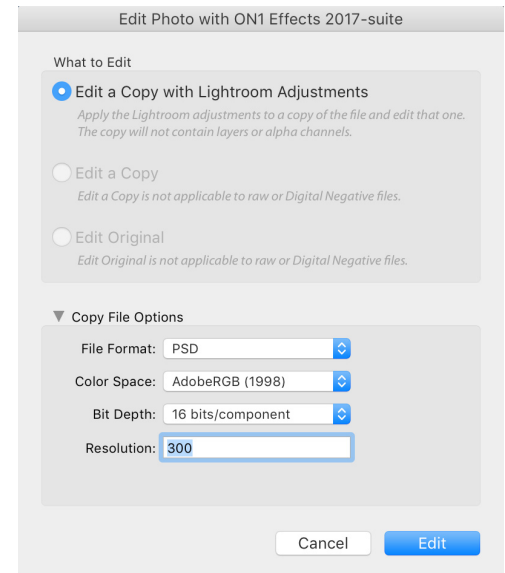 Edit Photo with ON1 Effects 2017-suite
What to Edit
Edit a Copy with Lightroom Adjustments
Apply the Lightroom adjustments to a copy of the file and edit that one.
The copy will not contain layers or alpha channels.
Edit a Copy
Edit a Copy is not applicable to raw or Digital Negative files.
Edit Original
Edit Original is not applicable to raw or Digital Negative files.
Copy File Options
File Format: PSD
Color Space: AdobeRGB (1998)
Bit Depth: 16 bits/component
Resolution: 300
Cancel Edit